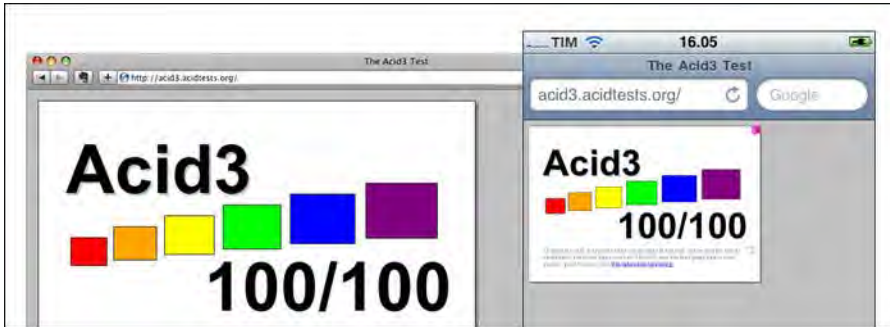 The Acid3 Test
http://acid3.acidtests.org/
Acid3
100/100
TIM 16.05
The Acid3 Test
acid3.acidtests.org/ Google
Acid3
100/100